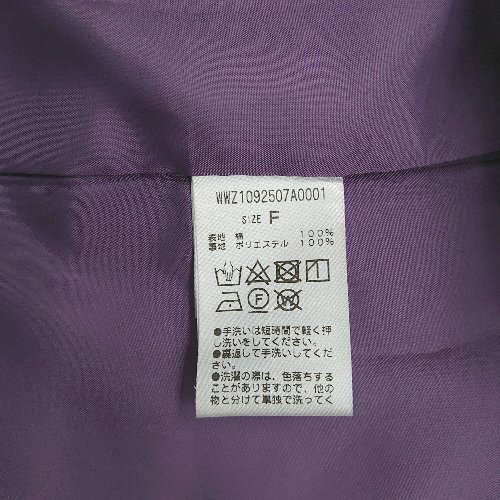 WWZ1092507A0001
SIZE F
表地 綿 100%
裏地 ポリエステル 100%
F
W
●手洗いは短時間で軽く押
し洗いをしてください。
●裏返して手洗いしてくだ
さい。
●洗濯の際は、色落ちする
ことがありますので、他の
物と分けて単独で洗ってく